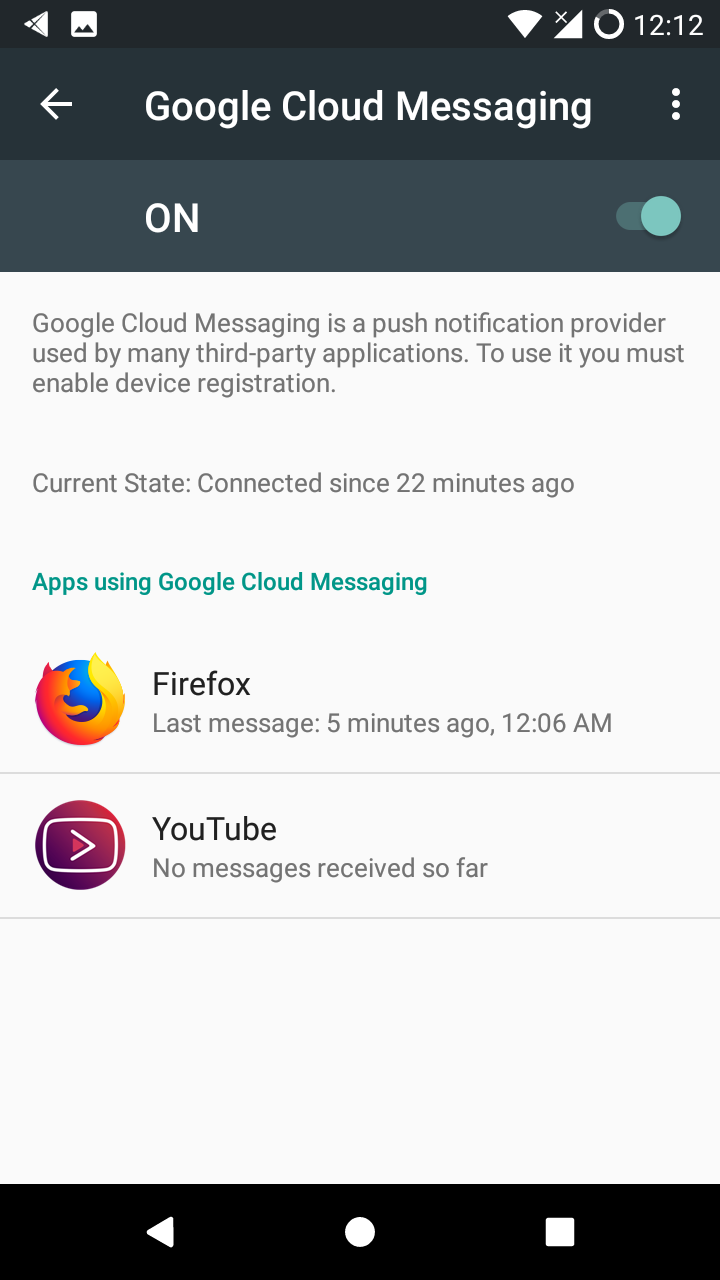 12:12
Google Cloud Messaging
ON
Google Cloud Messaging is a push notification provider
used by many third-party applications. To use it you must
enable device registration.
Current State: Connected since 22 minutes ago
Apps using Google Cloud Messaging
Firefox
Last message: 5 minutes ago, 12:06 AM
YouTube
No messages received so far